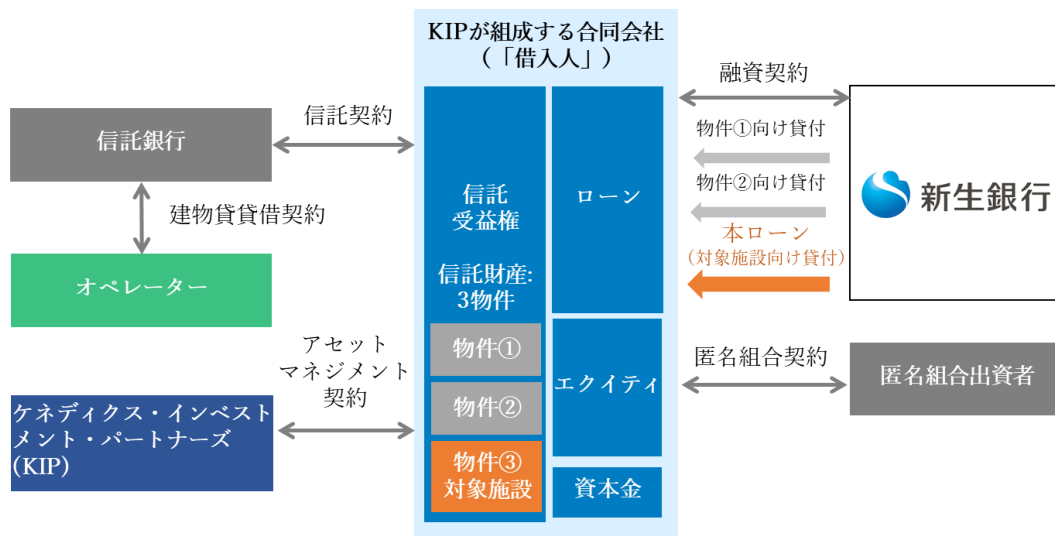 KIPが組成する合同会社
（「借入人」）
信託契約
信託銀行
建物賃貸借契約
オペレーター
アセット
マネジメント
契約
ケネディクス・インベスト
メント・パートナーズ
(KIP)
信託
受益権
信託財産:
3物件
物件①
物件②
物件③
対象施設
ローン
エクイティ
資本金
融資契約
物件①向け貸付
物件②向け貸付
本ローン
（対象施設向け貸付）
新生銀行
匿名組合契約
匿名組合出資者